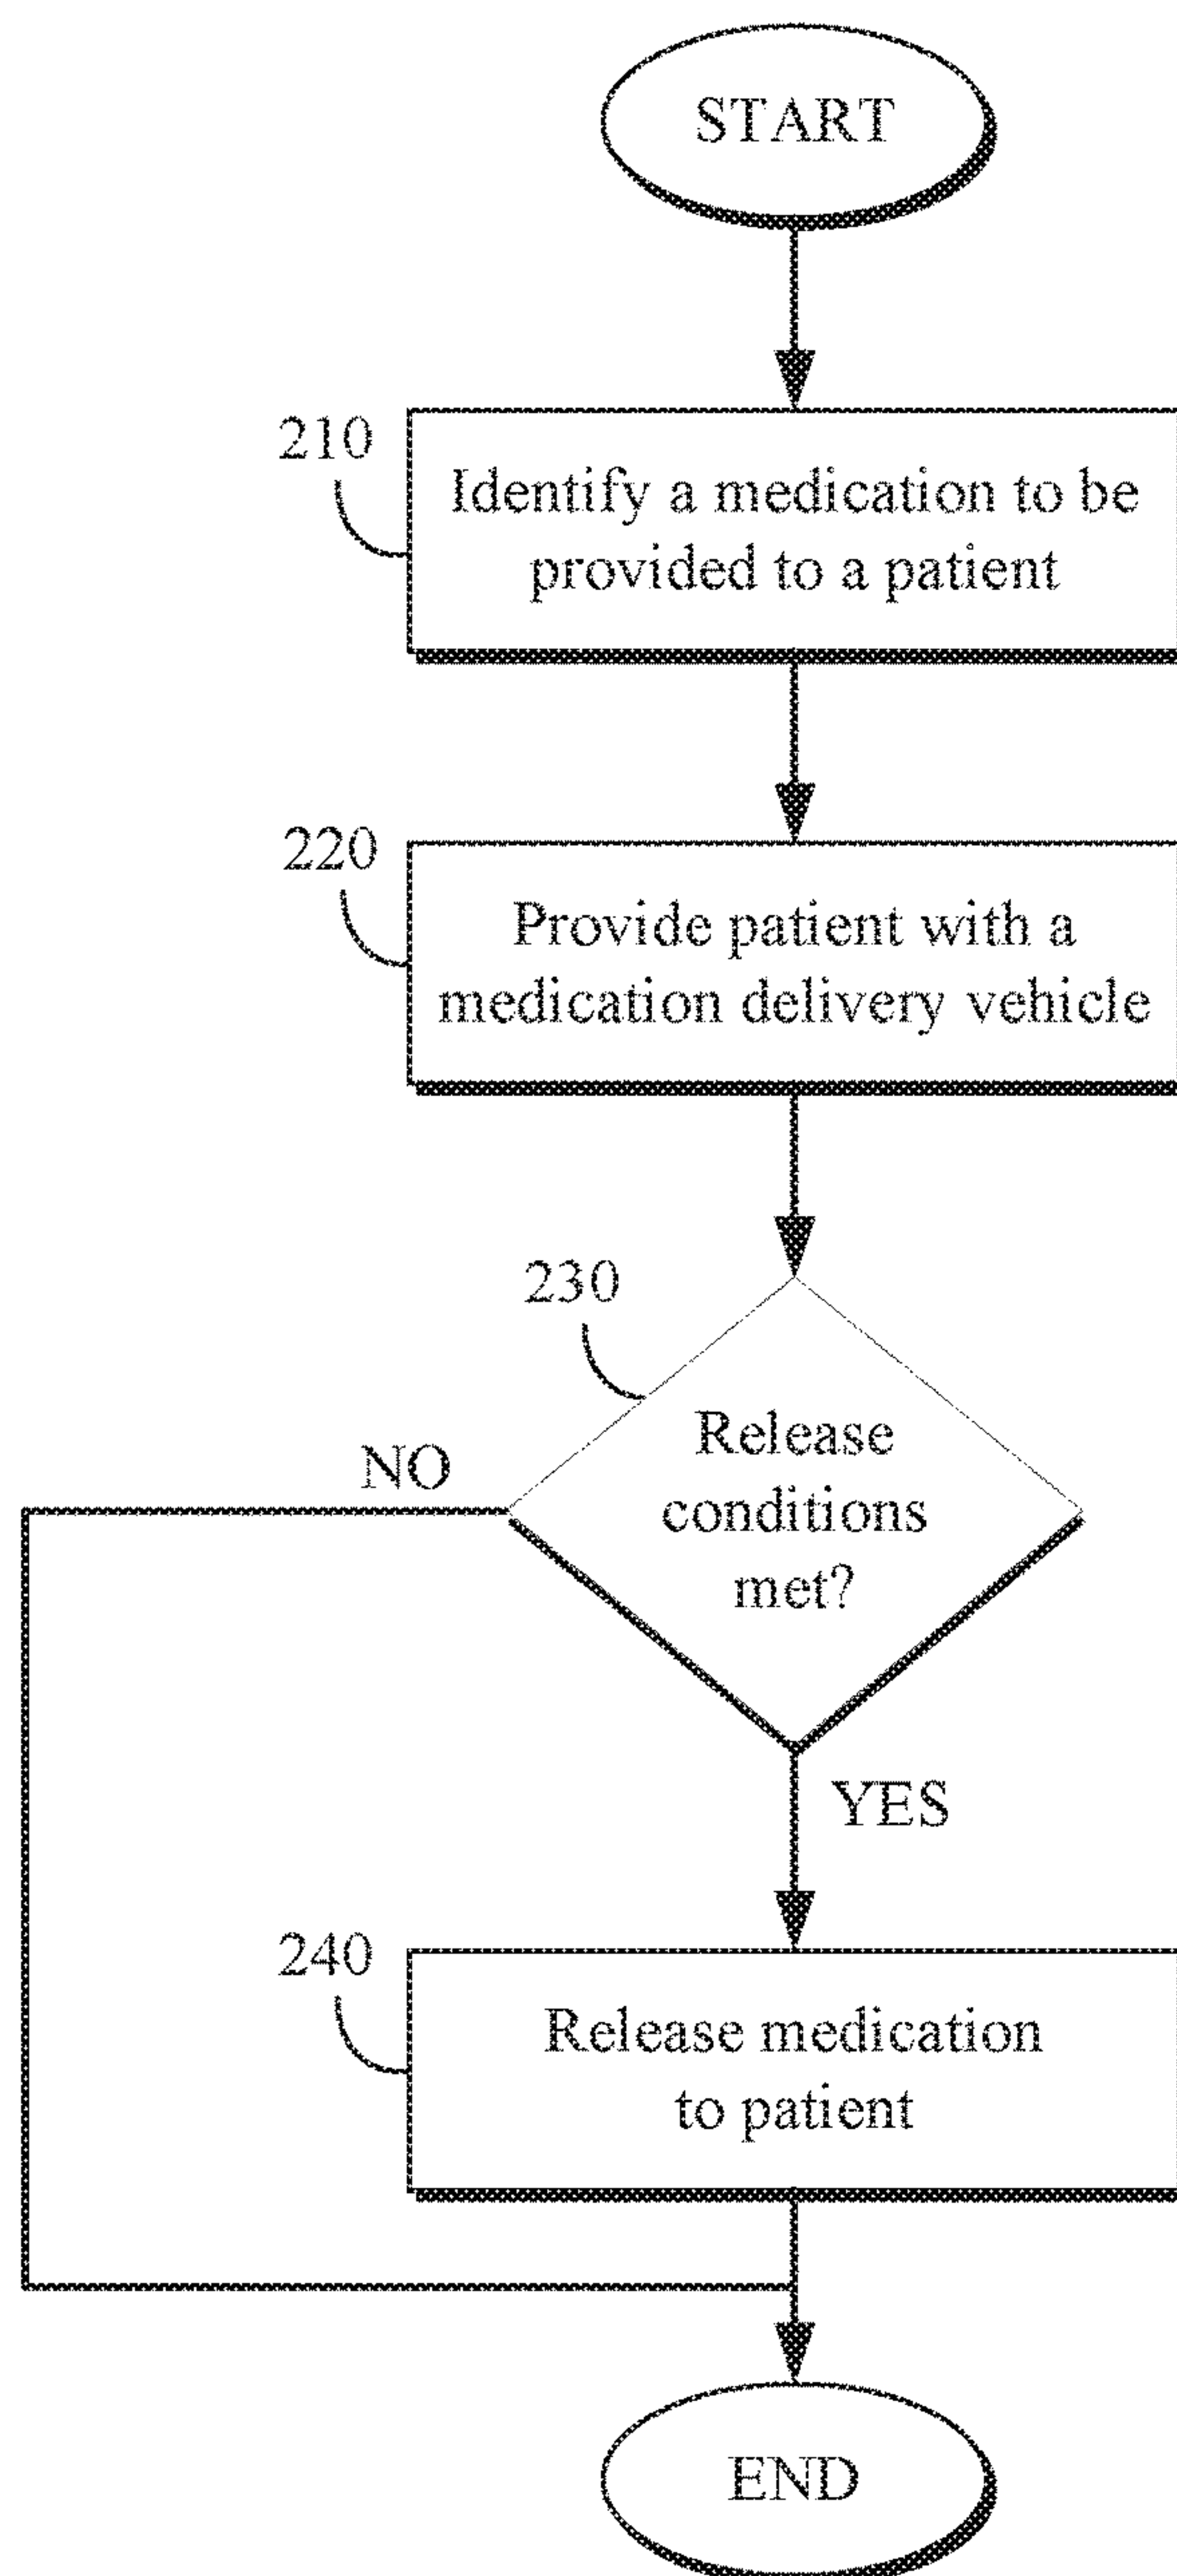 START
210
Identify a medication to be
provided to a patient
220
Provide patient with a
medication delivery vehicle
230
Release
conditions
met?
NO
YES
240
Release medication
to patient
END